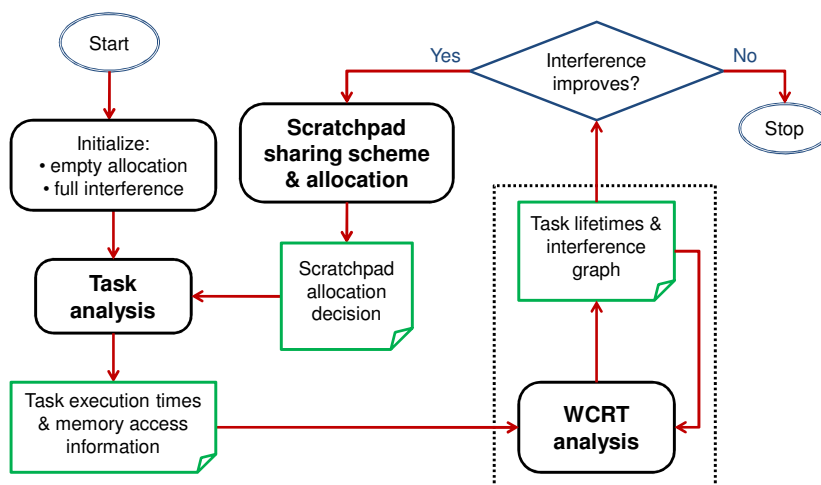 Start
Initialize:
• empty allocation
• full interference
Task
analysis
Task execution times
& memory access
information
Yes
Scratchpad
sharing scheme
& allocation
Scratchpad
allocation
decision
Interference
improves?
No
Stop
Task lifetimes &
interference
graph
WCRT
analysis